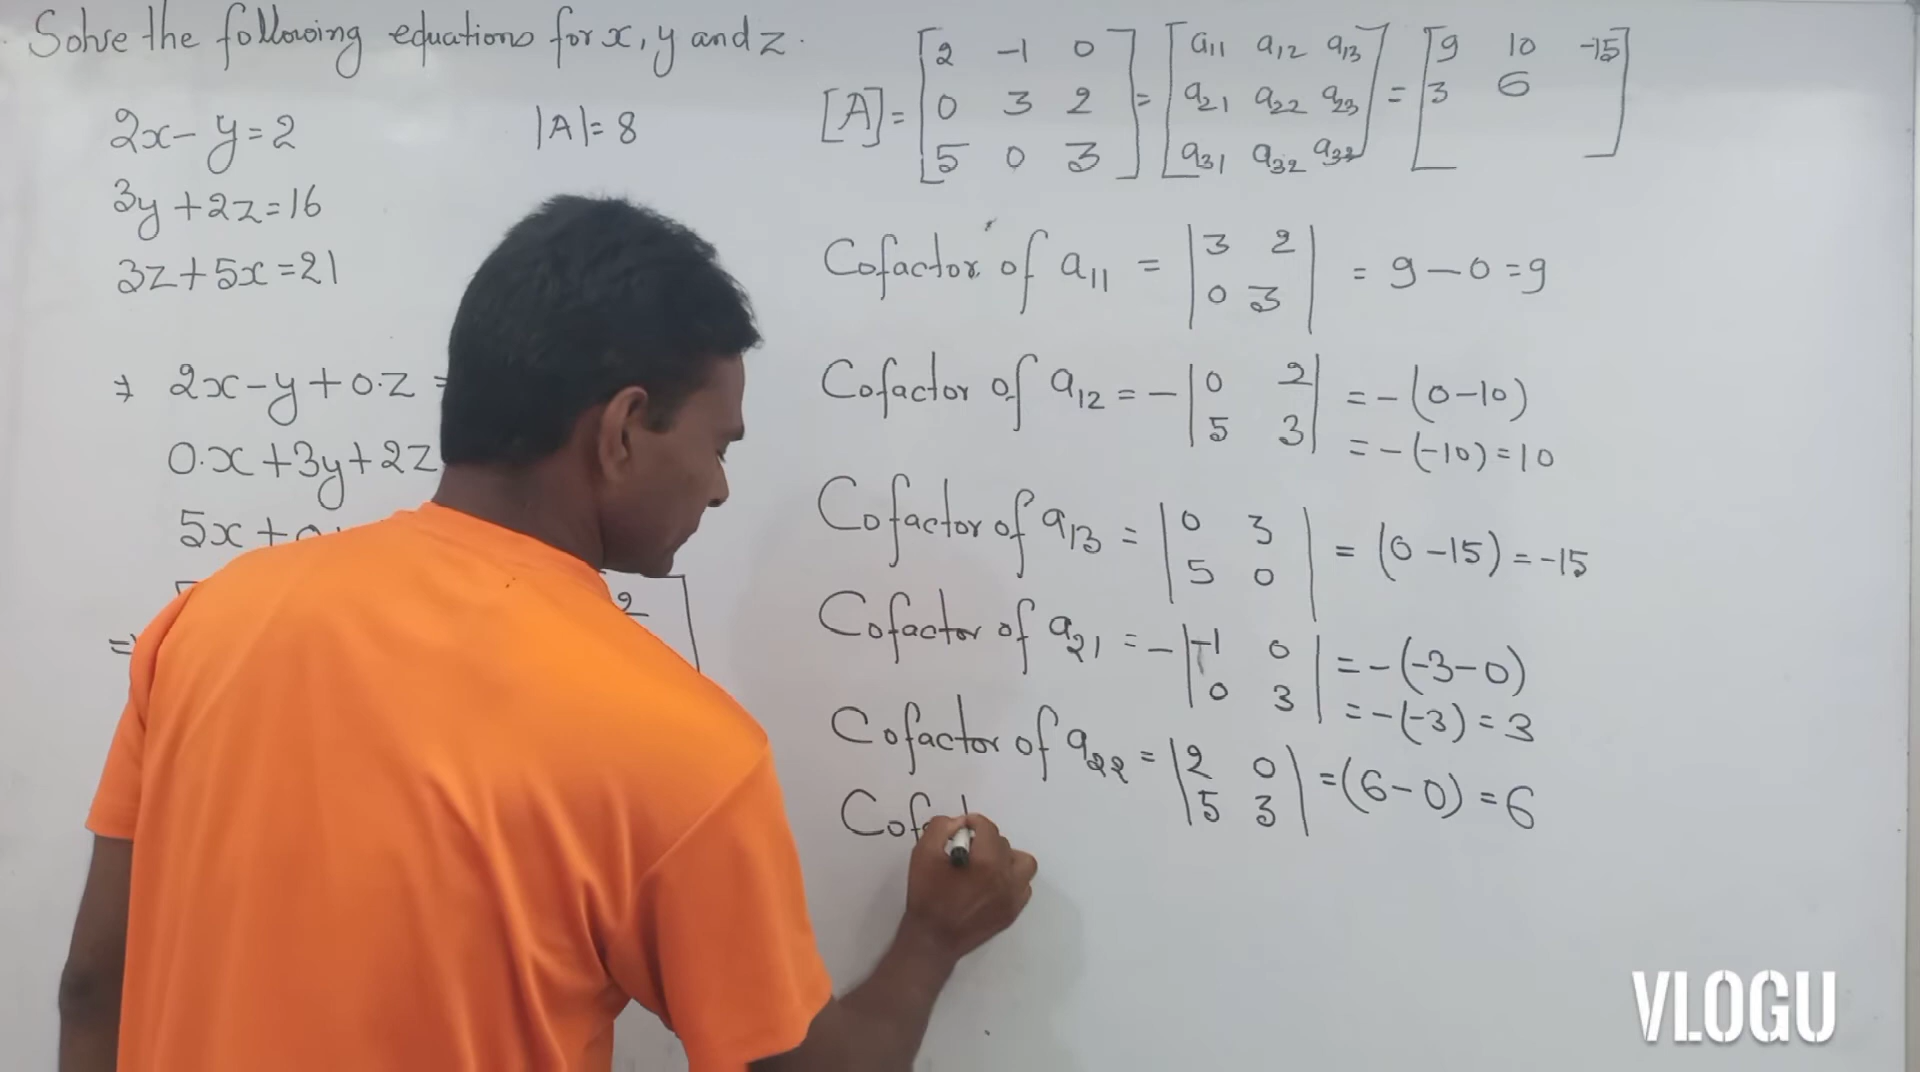 Solve the following equations for x, y and z.
2x - y = 2
3y + 2z = 16
3z + 5x = 21
|A| = 8
⇒ 2x - y + 0.z =
0.x + 3y + 2z
5x +
⇒
2
[A] = [2 -1 0] = [a11 a12 a13] = [9 10 -15]
[0 3 2] [a21 a22 a23] [3 6
[5 0 3] [a31 a32 a33] [ ]
Cofactor of a11 = |3 2| = 9 - 0 = 9
|0 3|
Cofactor of a12 = - |0 2| = - (0 - 10)
|5 3| = - (-10) = 10
Cofactor of a13 = |0 3| = (0 - 15) = -15
|5 0|
Cofactor of a21 = - |-1 0| = - (-3 - 0)
|0 3| = - (-3) = 3
Cofactor of a22 = |2 0| = (6 - 0) = 6
|5 3|
Cof
VLOGU